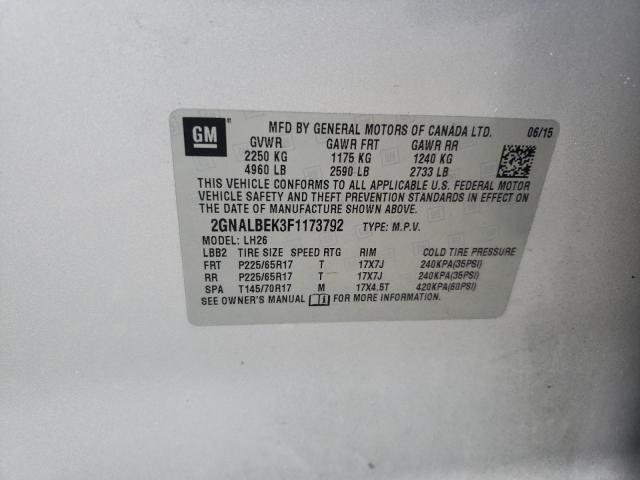 GM
MFD BY GENERAL MOTORS OF CANADA LTD. 06/15
GVWR GAWR FRT GAWR RR
2250 KG 1175 KG 1240 KG
4960 LB 2590 LB 2733 LB
THIS VEHICLE CONFORMS TO ALL APPLICABLE U.S. FEDERAL MOTOR
VEHICLE SAFETY AND THEFT PREVENTION STANDARDS IN EFFECT ON
THE DATE OF MANUFACTURE SHOWN ABOVE.
2GNALBEK3F1173792 TYPE: M.P.V.
MODEL: LH26
LBB2 TIRE SIZE SPEED RTG RIM COLD TIRE PRESSURE
FRT P225/65R17 T 17X7J 240KPA(35PSI)
RR P225/65R17 T 17X7J 240KPA(35PSI)
SPA T145/70R17 M 17X4.5T 420KPA(60PSI)
SEE OWNER'S MANUAL FOR MORE INFORMATION.